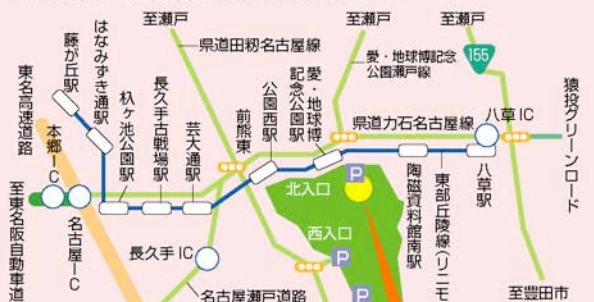 至瀬戸
至瀬戸
至瀬戸
県道田籾名古屋線
愛・地球博記念
公園瀬戸線
155
はなみずき通駅
藤が丘駅
東名高速道路
本郷IC
杁ヶ池公園駅
長久手古戦場駅
芸大通駅
前熊東
公園西駅
愛・地球博
記念公園駅
県道力石名古屋線
八草IC
猿投グリーンロード
至東名阪自動車道
名古屋IC
長久手IC
名古屋瀬戸道路
P
北入口
西入口
P
P
陶磁資料館南駅
東部丘陵線(リニモ
八草駅
至豊田市